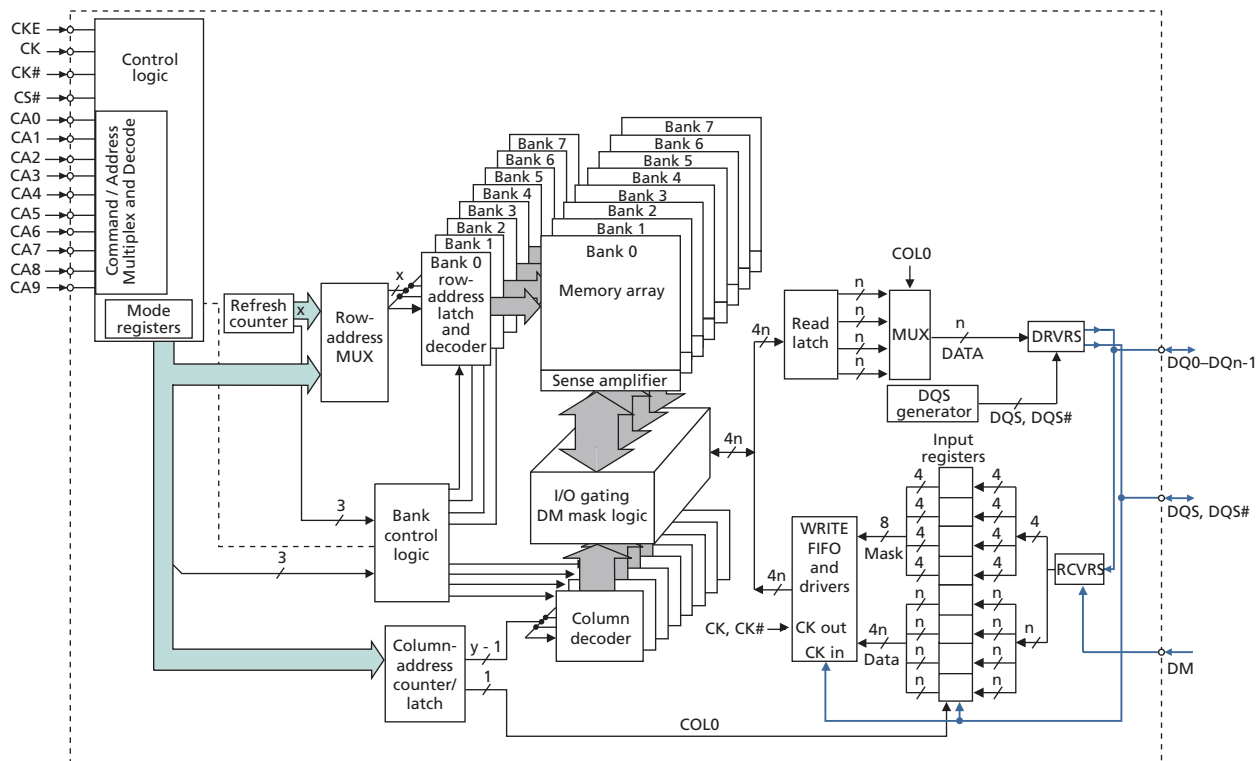 CKE
CK
CK#
CS#
CA0
CA1
CA2
CA3
CA4
CA5
CA6
CA7
CA8
CA9
Control
logic
Command / Address
Multiplex and Decode
Mode
registers
Refresh
counter
x
Row-
address
MUX
x
Bank 7
Bank 6
Bank 5
Bank 4
Bank 3
Bank 2
Bank 1
Bank 0
row-
address
latch
and
decoder
Bank 7
Bank 6
Bank 5
Bank 4
Bank 3
Bank 2
Bank 1
Bank 0
Memory array
Sense amplifier
3
3
Bank
control
logic
I/O gating
DM mask logic
Column
decoder
Column-
address
counter/
latch
y - 1
1
COL0
4n
4n
4n
Read
latch
n
n
n
n
COL0
MUX
n
DATA
DQS
generator
DQS, DQS#
DRVRS
DQ0–DQn-1
DQS, DQS#
DM
Input
registers
WRITE
FIFO
and
drivers
CK out
CK in
CK, CK#
8
Mask
4n
Data
4
4
4
4
n
n
n
n
4
4
4
4
n
n
n
n
4
n
RCVRS